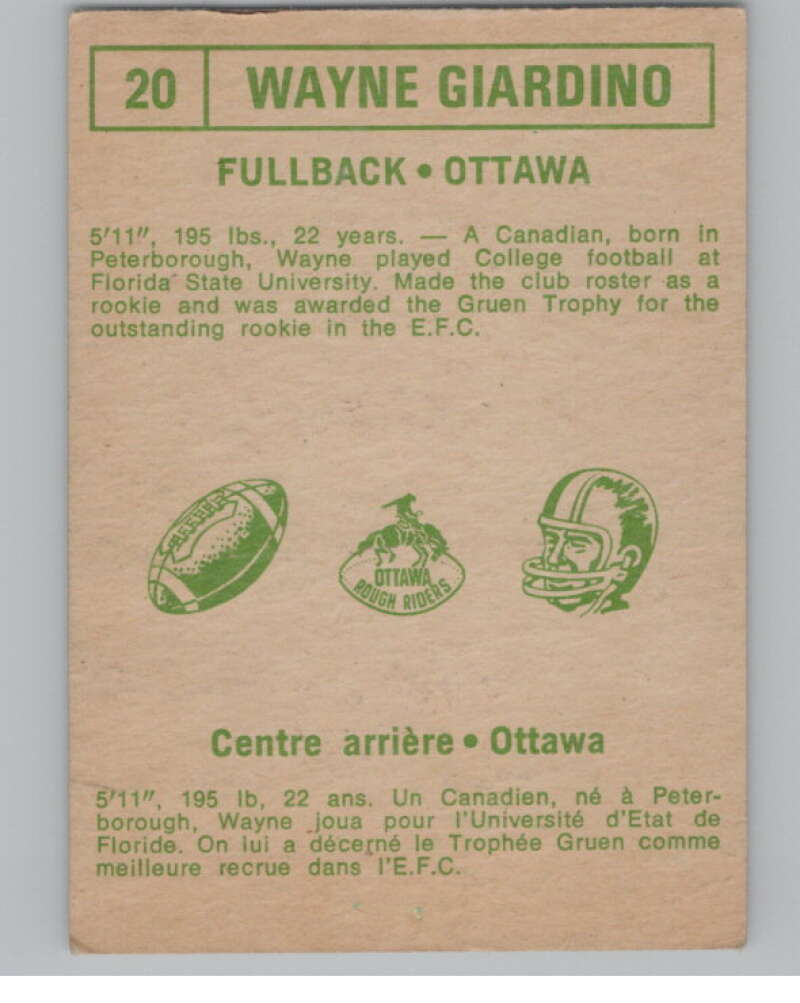 20 WAYNE GIARDINO
FULLBACK • OTTAWA
5'11", 195 lbs., 22 years. — A Canadian, born in
Peterborough, Wayne played College football at
Florida State University. Made the club roster as a
rookie and was awarded the Gruen Trophy for the
outstanding rookie in the E.F.C.
OTTAWA
ROUGH RIDERS
Centre arrière • Ottawa
5'11", 195 lb, 22 ans. Un Canadien, né à Peter-
borough, Wayne joua pour l'Université d'Etat de
Floride. On lui a décerné le Trophée Gruen comme
meilleure recrue dans l'E.F.C.